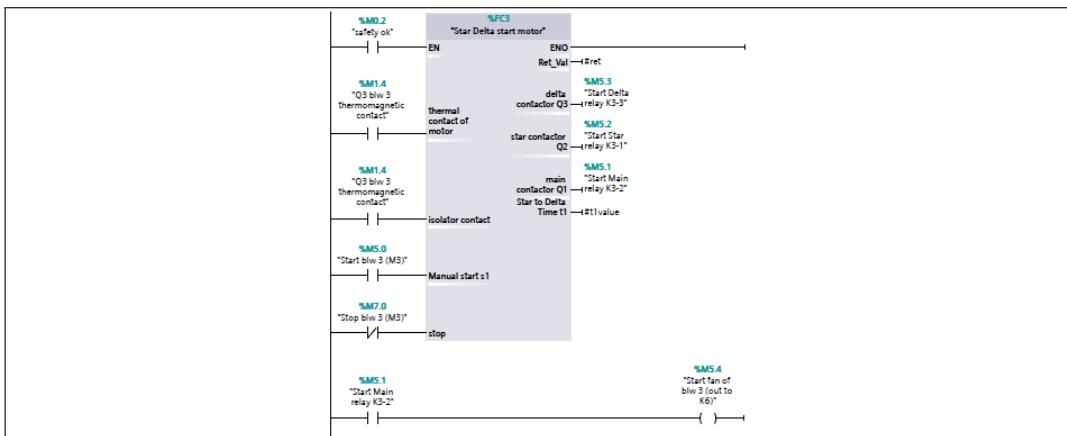 %M0.2
"safety ok"
%FC3
"Star Delta start motor"
EN
ENO
Ret_Val
#ret
%M1.4
"Q3 blw 3
thermomagnetic
contact"
thermal
contact of
motor
delta
contactor Q3
%M5.3
"Start Delta
relay K3-3"
star contactor
Q2
%M5.2
"Start Star
relay K3-1"
%M1.4
"Q3 blw 3
thermomagnetic
contact"
isolator contact
main
contactor Q1
%M5.1
"Start Main
relay K3-2"
Star to Delta
Time t1
#t1value
%M5.0
"Start blw 3 (M3)"
Manual start s1
%M7.0
"Stop blw 3 (M3)"
stop
%M5.1
"Start Main
relay K3-2"
%M5.4
"Start fan of
blw 3 (out to
K6)"